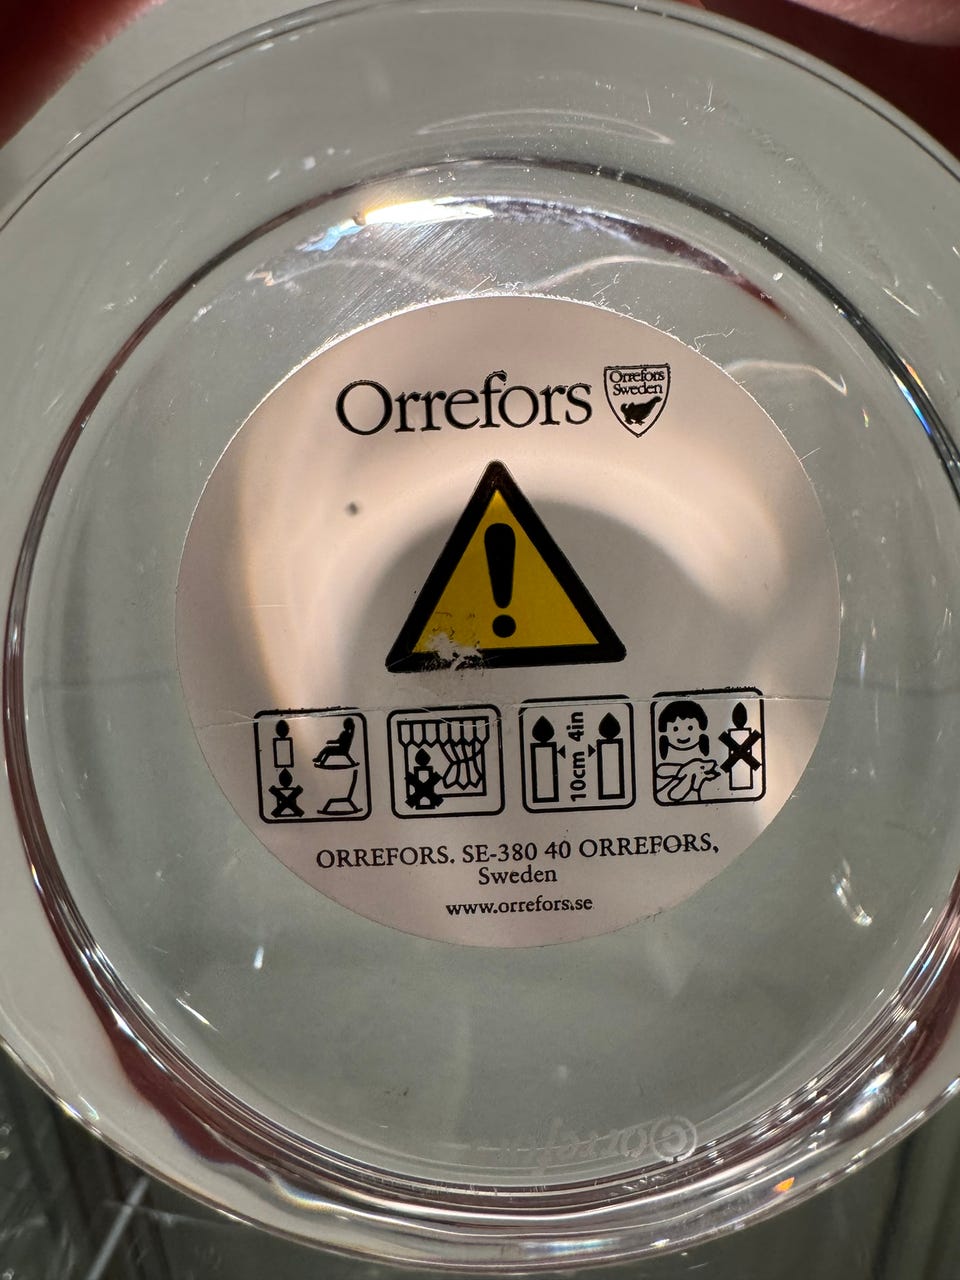 Orrefors
Orrefors
Sweden
10cm 4in
ORREFORS. SE-380 40 ORREFORS,
Sweden
www.orrefors.se